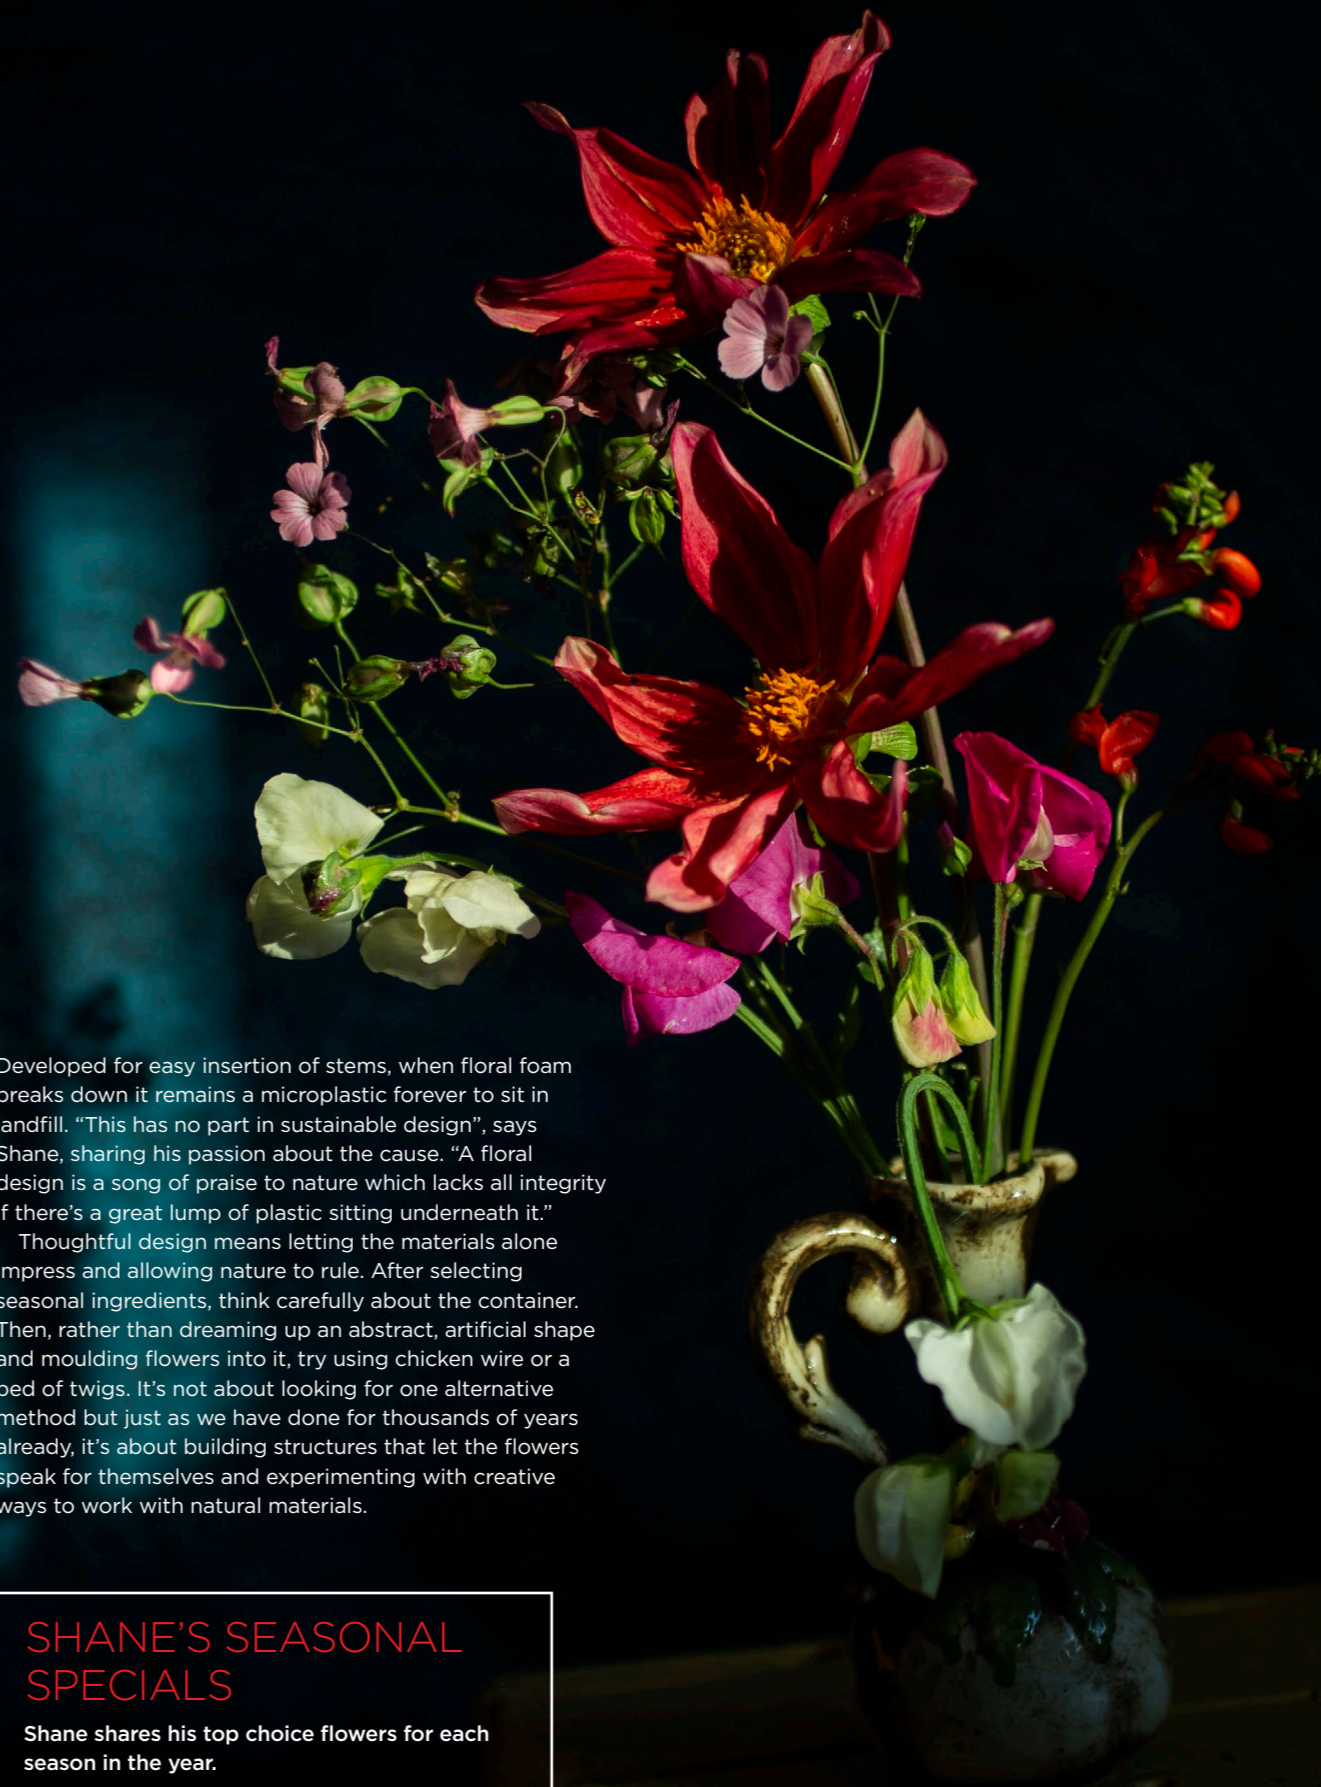 Developed for easy insertion of stems, when floral foam
breaks down it remains a microplastic forever to sit in
landfill. “This has no part in sustainable design”, says
Shane, sharing his passion about the cause. “A floral
design is a song of praise to nature which lacks all integrity
if there’s a great lump of plastic sitting underneath it.”
Thoughtful design means letting the materials alone
impress and allowing nature to rule. After selecting
seasonal ingredients, think carefully about the container.
Then, rather than dreaming up an abstract, artificial shape
and moulding flowers into it, try using chicken wire or a
bed of twigs. It’s not about looking for one alternative
method but just as we have done for thousands of years
already, it’s about building structures that let the flowers
speak for themselves and experimenting with creative
ways to work with natural materials.
SHANE’S SEASONAL
SPECIALS
Shane shares his top choice flowers for each
season in the year.